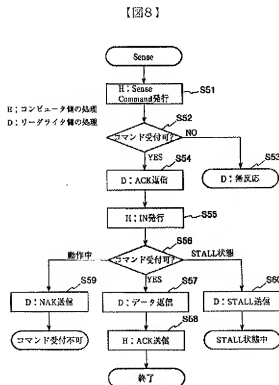 【図8】
Sense
S51
H：Sense
Command発行
H：コンピュータ側の処理
D：リーダライタ側の処理
S52
コマンド受付可?
NO
YES
S53
S54
D：無反応
D：ACK返信
S55
H：IN発行
S56
動作中
コマンド受付可?
STALL状態
YES
S59
S57
S60
D：NAK送信
D：データ返信
D：STALL送信
S58
コマンド受付不可
H：ACK送信
STALL状態中
終了